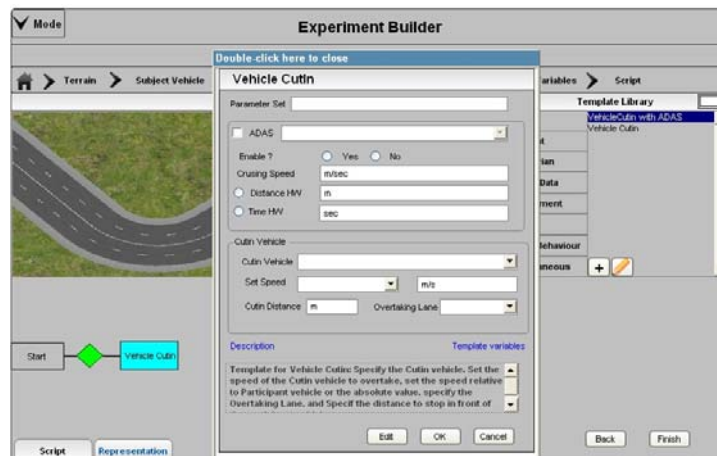 Mode
Experiment Builder
Double-click here to close
Terrain
Subject Vehicle
Vehicle Cutin
ariables
Script
Parameter Set
Template Library
VehicleCutin with ADAS
Vehicle Cutin
ADAS
Enable ?
Yes
No
Crusing Speed
m/sec
Distance HW
m
Time HW
sec
t
ian
Data
ment
ehaviour
neous
+
Cutin Vehicle
Cutin Vehicle
Set Speed
m/s
Cutin Distance
m
Overtaking Lane
Start
Vehicle Cutin
Description
Template variables
Template for Vehicle Cutin: Specify the Cutin vehicle. Set the
speed of the Cutin vehicle to overtake, set the speed relative
to Participant vehicle or the absolute value, specify the
Overtaking Lane, and Specif the distance to stop in front of
Edit
OK
Cancel
Back
Finish
Script
Representation